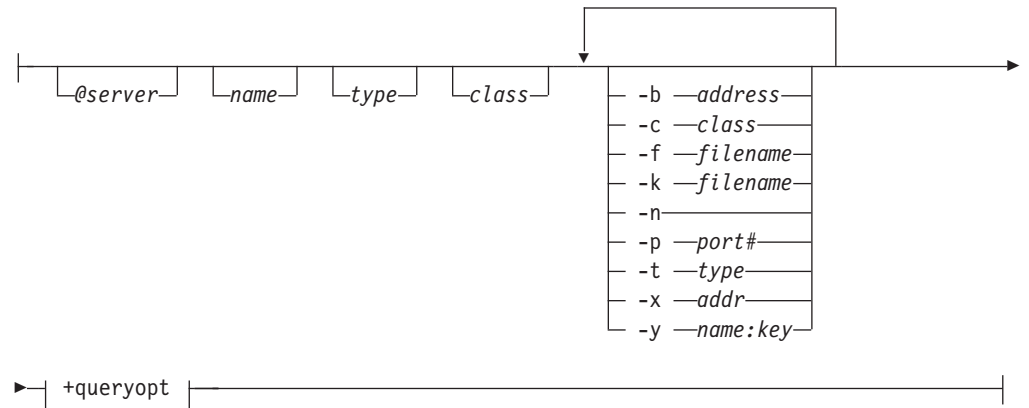 @server name type class
-b address
-c class
-f filename
-k filename
-n
-p port#
-t type
-x addr
-y name:key
+queryopt